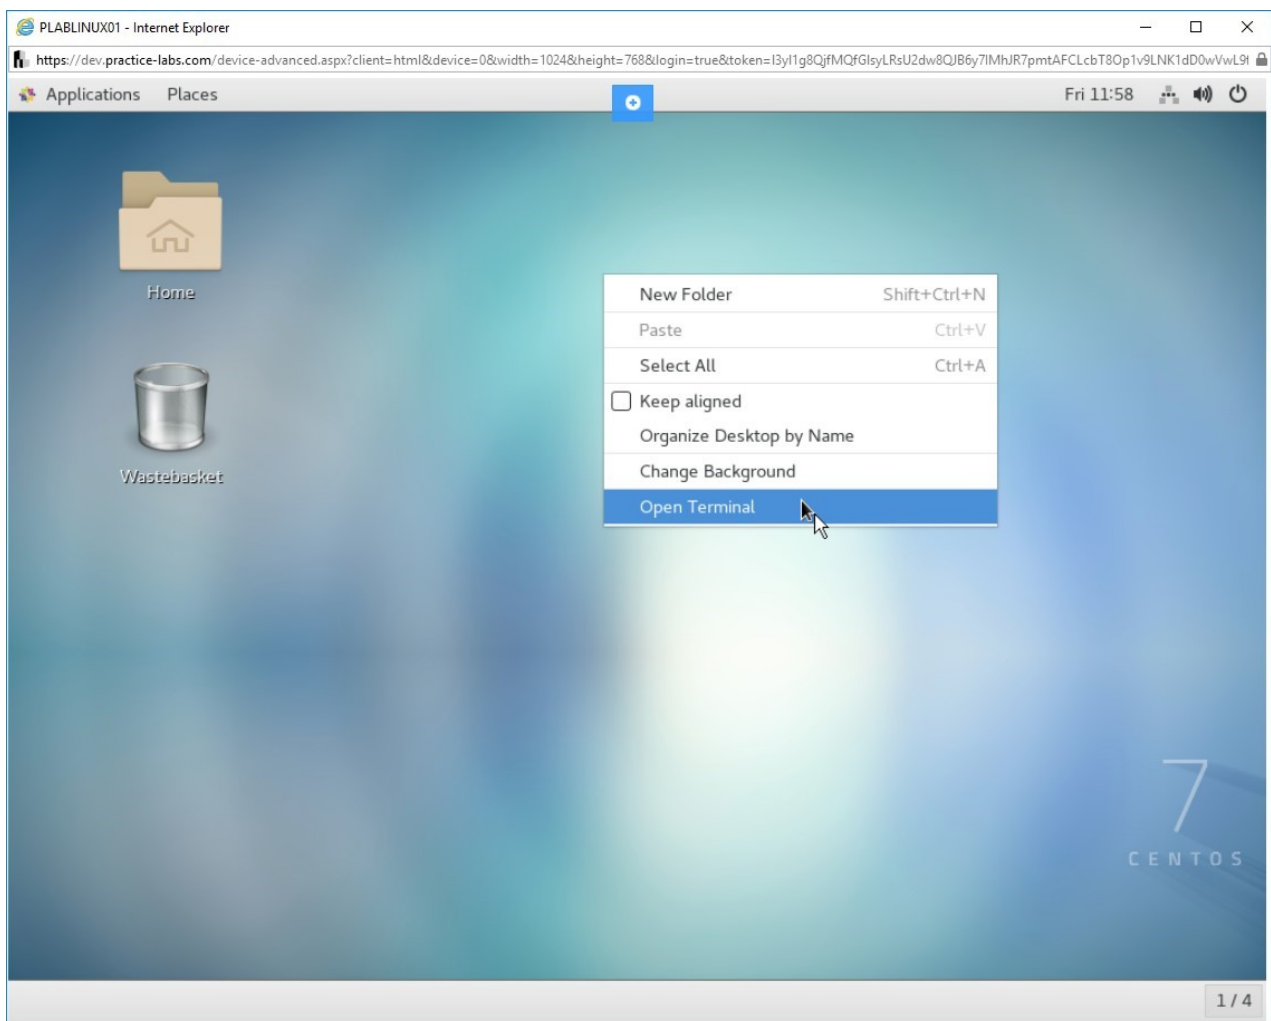 PLABLINUX01 - Internet Explorer
https://dev.practice-labs.com/device-advanced.aspx?client=html&device=0&width=1024&height=768&login=true&token=
Applications Places Fri 11:58
Home
Wastebasket
New Folder Shift+Ctrl+N
Paste Ctrl+V
Select All Ctrl+A
Keep aligned
Organize Desktop by Name
Change Background
Open Terminal
7
CENTOS
1 / 4